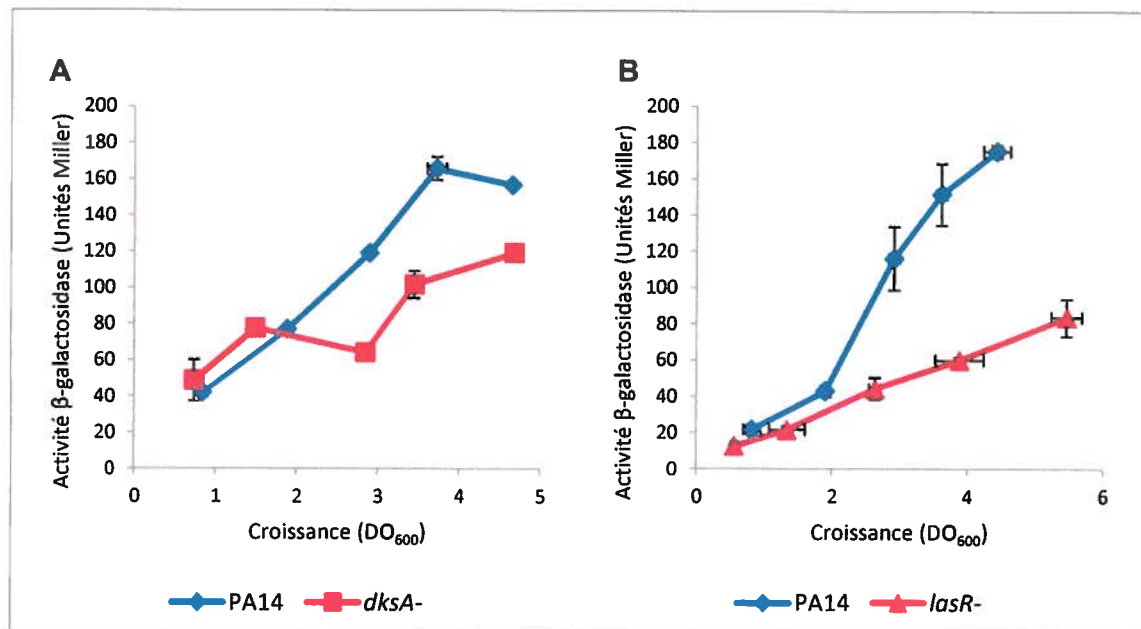 A
Activité β-galactosidase (Unités Miller)
200
180
160
140
120
100
80
60
40
20
0
0 1 2 3 4 5
Croissance (DO₆₀₀)
PA14 dksA-
B
Activité β-galactosidase (Unités Miller)
200
180
160
140
120
100
80
60
40
20
0
0 2 4 6
Croissance (DO₆₀₀)
PA14 lasR-